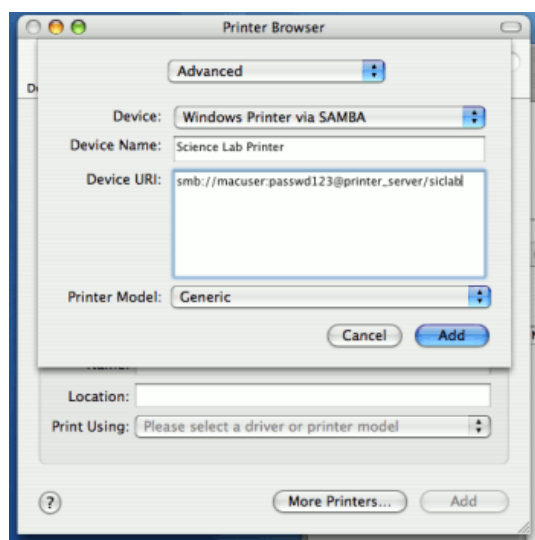 Printer Browser
Advanced
Device: Windows Printer via SAMBA
Device Name: Science Lab Printer
Device URI: smb://macuser:passwd123@printer_server/siclab
Printer Model: Generic
Cancel Add
Location:
Print Using: Please select a driver or printer model
? More Printers... Add